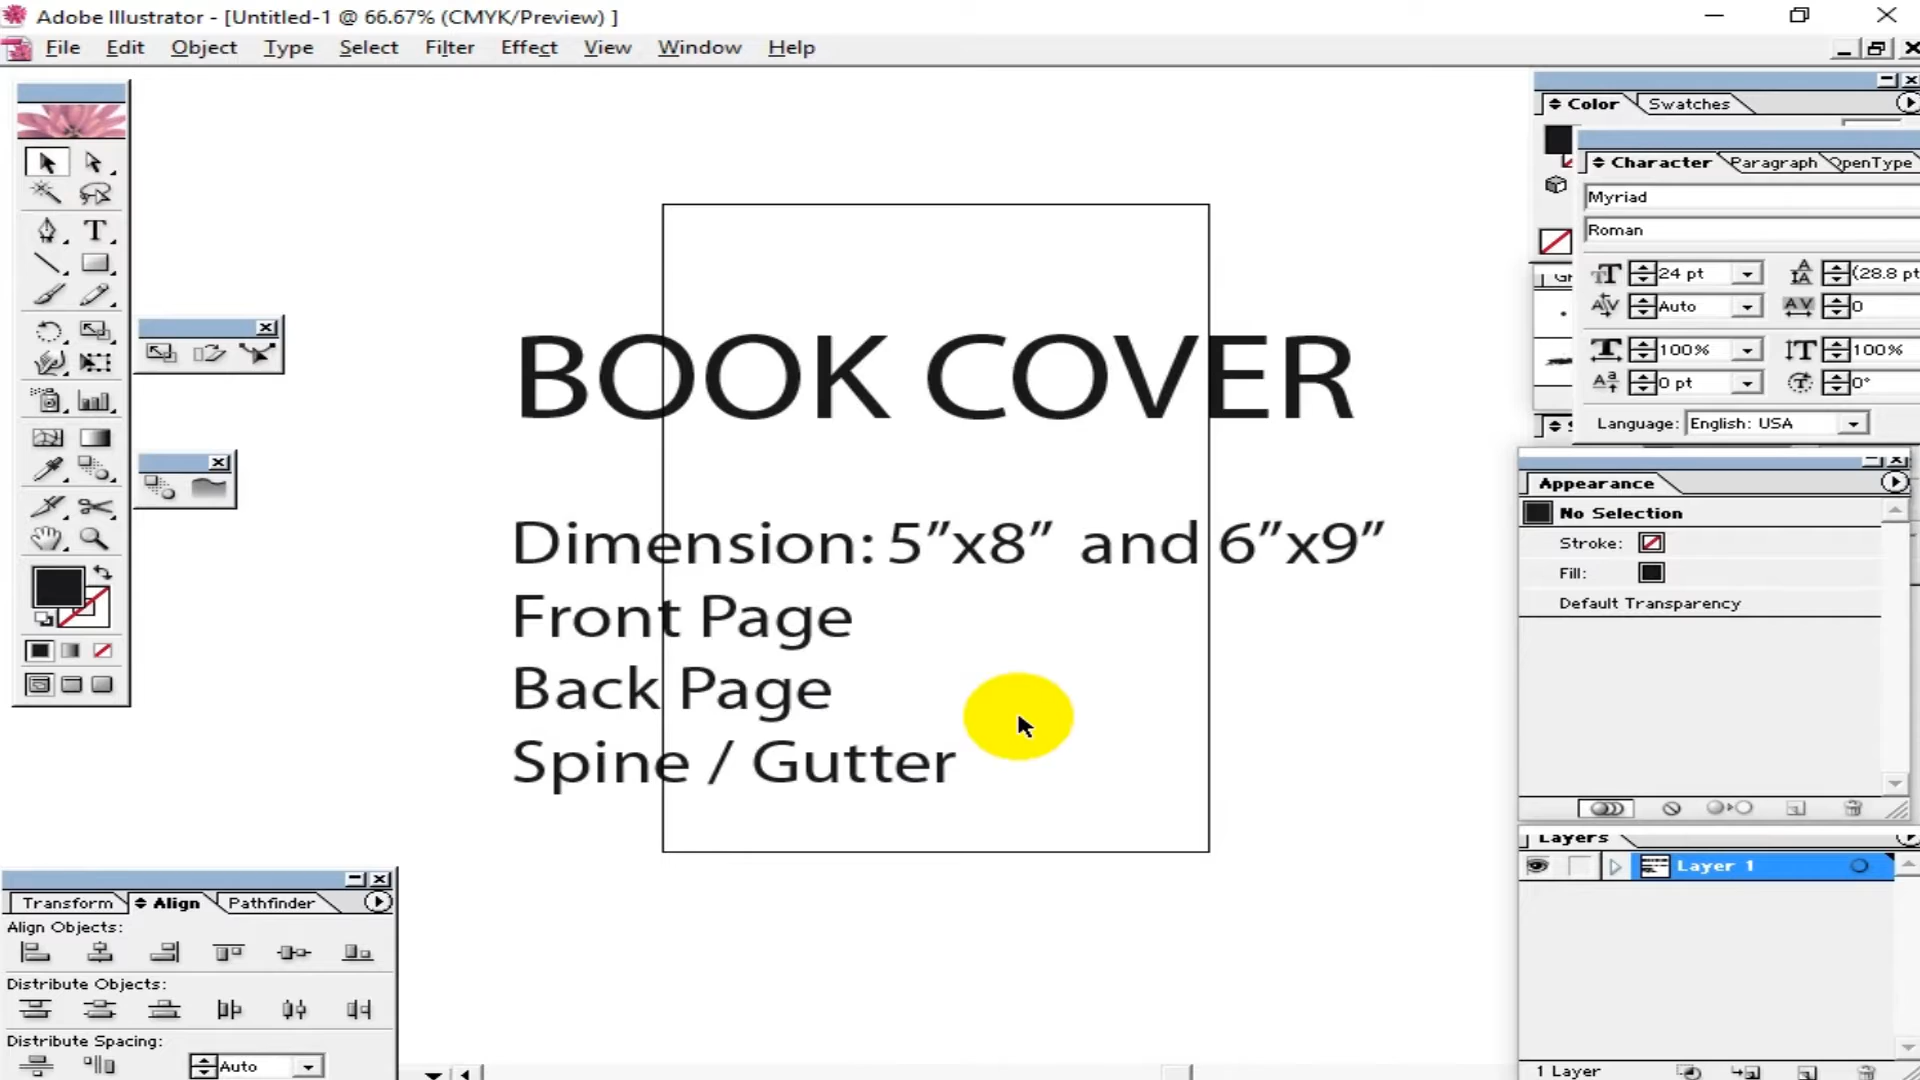 Adobe Illustrator - [Untitled-1 @ 66.67% (CMYK/Preview) ]
File Edit Object Type Select Filter Effect View Window Help
Color Swatches
Character Paragraph OpenType
Myriad
Roman
24 pt (28.8 pt
Auto 0
100% 100%
0 pt 0°
Language: English: USA
BOOK COVER
Dimension: 5”x8” and 6”x9”
Front Page
Back Page
Spine / Gutter
Appearance
No Selection
Stroke:
Fill:
Default Transparency
Layers
Layer 1
1 Layer
Transform Align Pathfinder
Align Objects:
Distribute Objects:
Distribute Spacing:
Auto